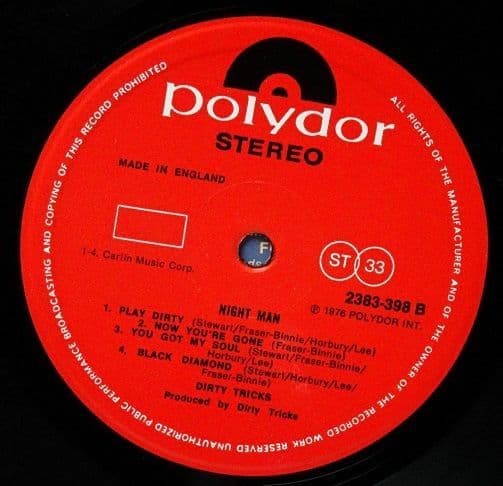 polydor
STEREO
MADE IN ENGLAND
1-4. Carlin Music Corp.
ST 33
2383-398 B
℗ 1976 POLYDOR INT.
NIGHT MAN
1. PLAY DIRTY (Stewart/Fraser-Binnie/Horbury/Lee)
2. NOW YOU'RE GONE (Fraser-Binnie)
3. YOU GOT MY SOUL (Stewart/Fraser-Binnie/
Horbury/Lee)
4. BLACK DIAMOND (Stewart/Horbury/Lee/
Fraser-Binnie)
DIRTY TRICKS
Produced by Dirty Tricks
ALL RIGHTS OF THE MANUFACTURER AND OF THE OWNER OF THE RECORDED WORK RESERVED UNAUTHORIZED PUBLIC PERFORMANCE BROADCASTING AND COPYING OF THIS RECORD PROHIBITED